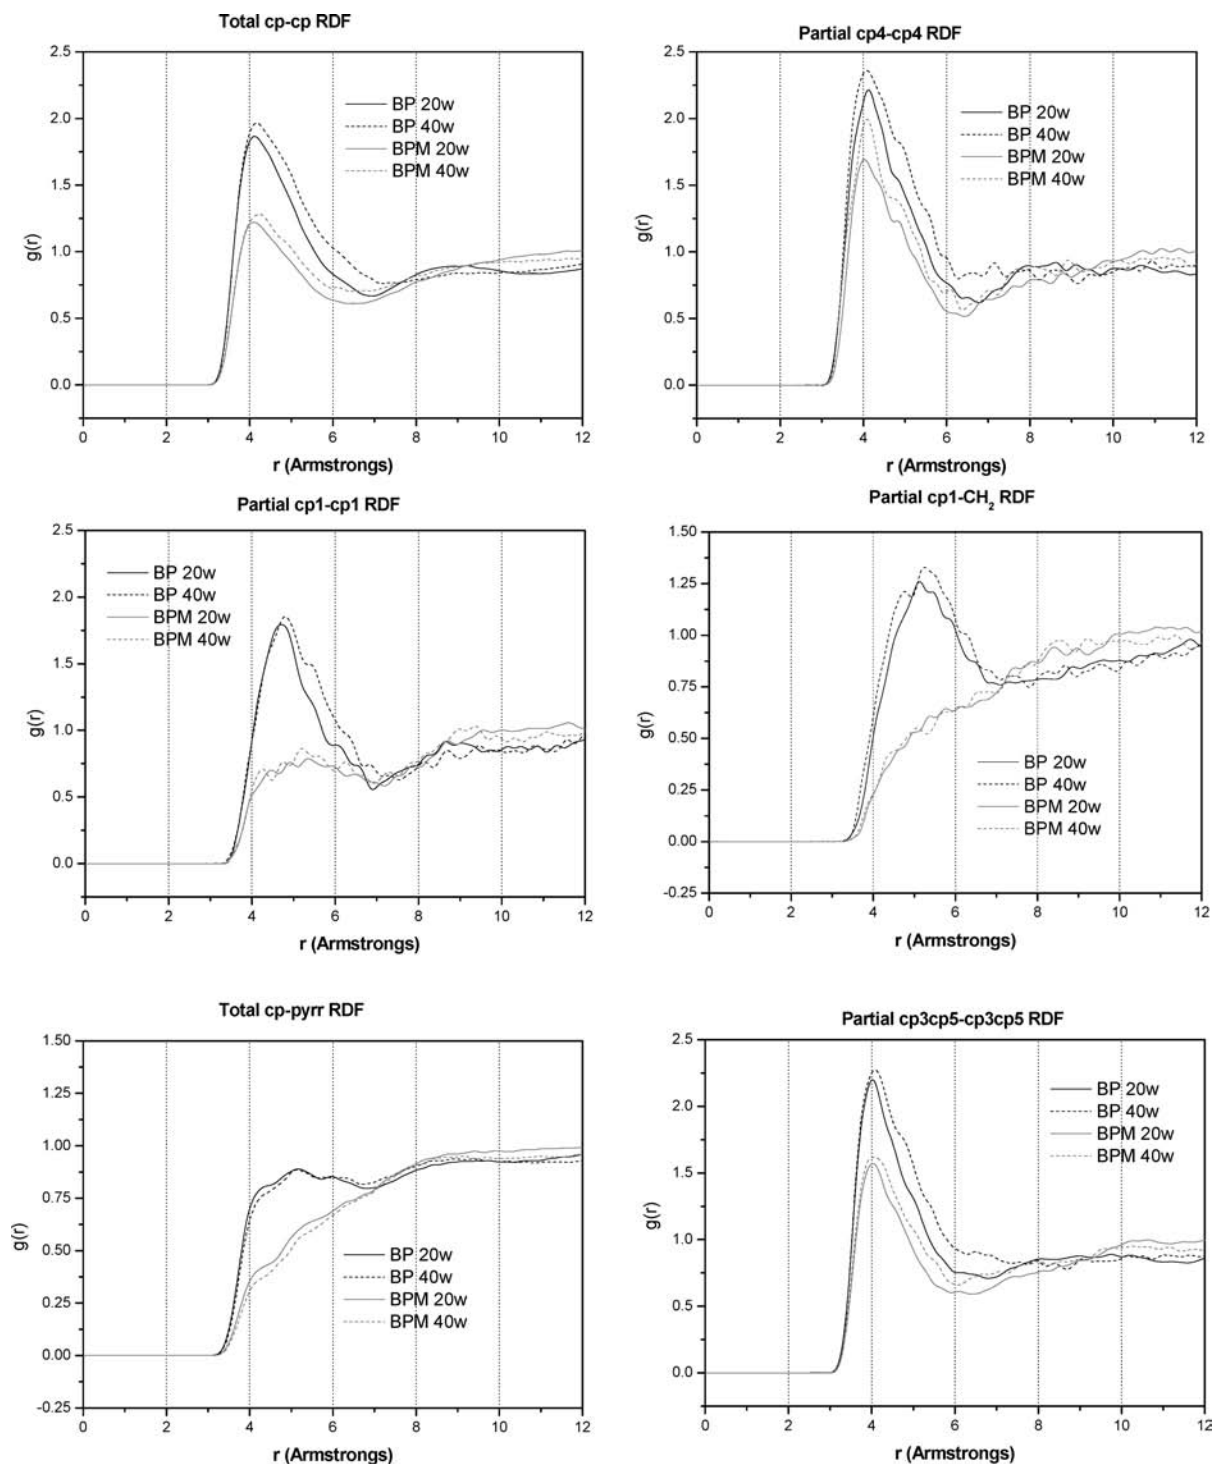 Total cp-cp RDF
2.5
2.0
1.5
1.0
0.5
0.0
g(r)
BP 20w
BP 40w
BPM 20w
BPM 40w
0 2 4 6 8 10 12
r (Armstrongs)
Partial cp4-cp4 RDF
2.5
2.0
1.5
1.0
0.5
0.0
g(r)
BP 20w
BP 40w
BPM 20w
BPM 40w
0 2 4 6 8 10 12
r (Armstrongs)
Partial cp1-cp1 RDF
2.5
2.0
1.5
1.0
0.5
0.0
g(r)
BP 20w
BP 40w
BPM 20w
BPM 40w
0 2 4 6 8 10 12
r (Armstrongs)
Partial cp1-CH₂ RDF
1.50
1.25
1.00
0.75
0.50
0.25
0.00
-0.25
g(r)
BP 20w
BP 40w
BPM 20w
BPM 40w
0 2 4 6 8 10 12
r (Armstrongs)
Total cp-pyrr RDF
1.50
1.25
1.00
0.75
0.50
0.25
0.00
-0.25
g(r)
BP 20w
BP 40w
BPM 20w
BPM 40w
0 2 4 6 8 10 12
r (Armstrongs)
Partial cp3cp5-cp3cp5 RDF
2.5
2.0
1.5
1.0
0.5
0.0
g(r)
BP 20w
BP 40w
BPM 20w
BPM 40w
0 2 4 6 8 10 12
r (Armstrongs)